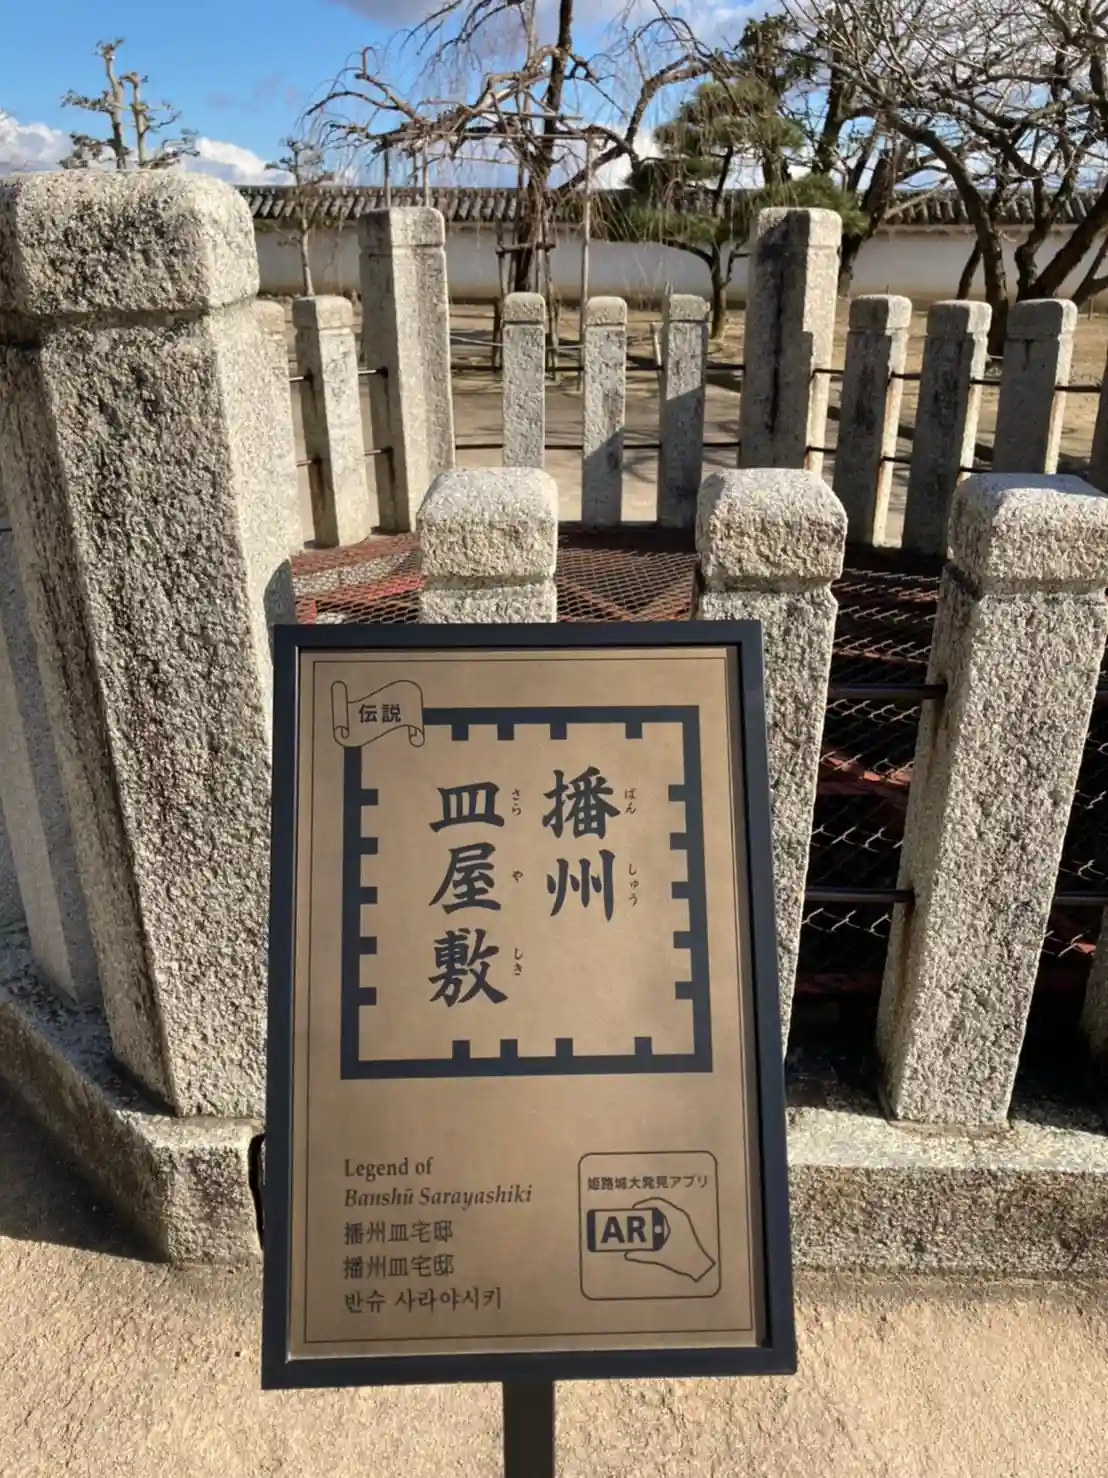 伝説
播州
ばんしゅう
皿屋敷
さらやしき
Legend of
Banshū Sarayashiki
播州皿宅邸
播州皿宅邸
반슈 사라야시키
姫路城大発見アプリ
AR